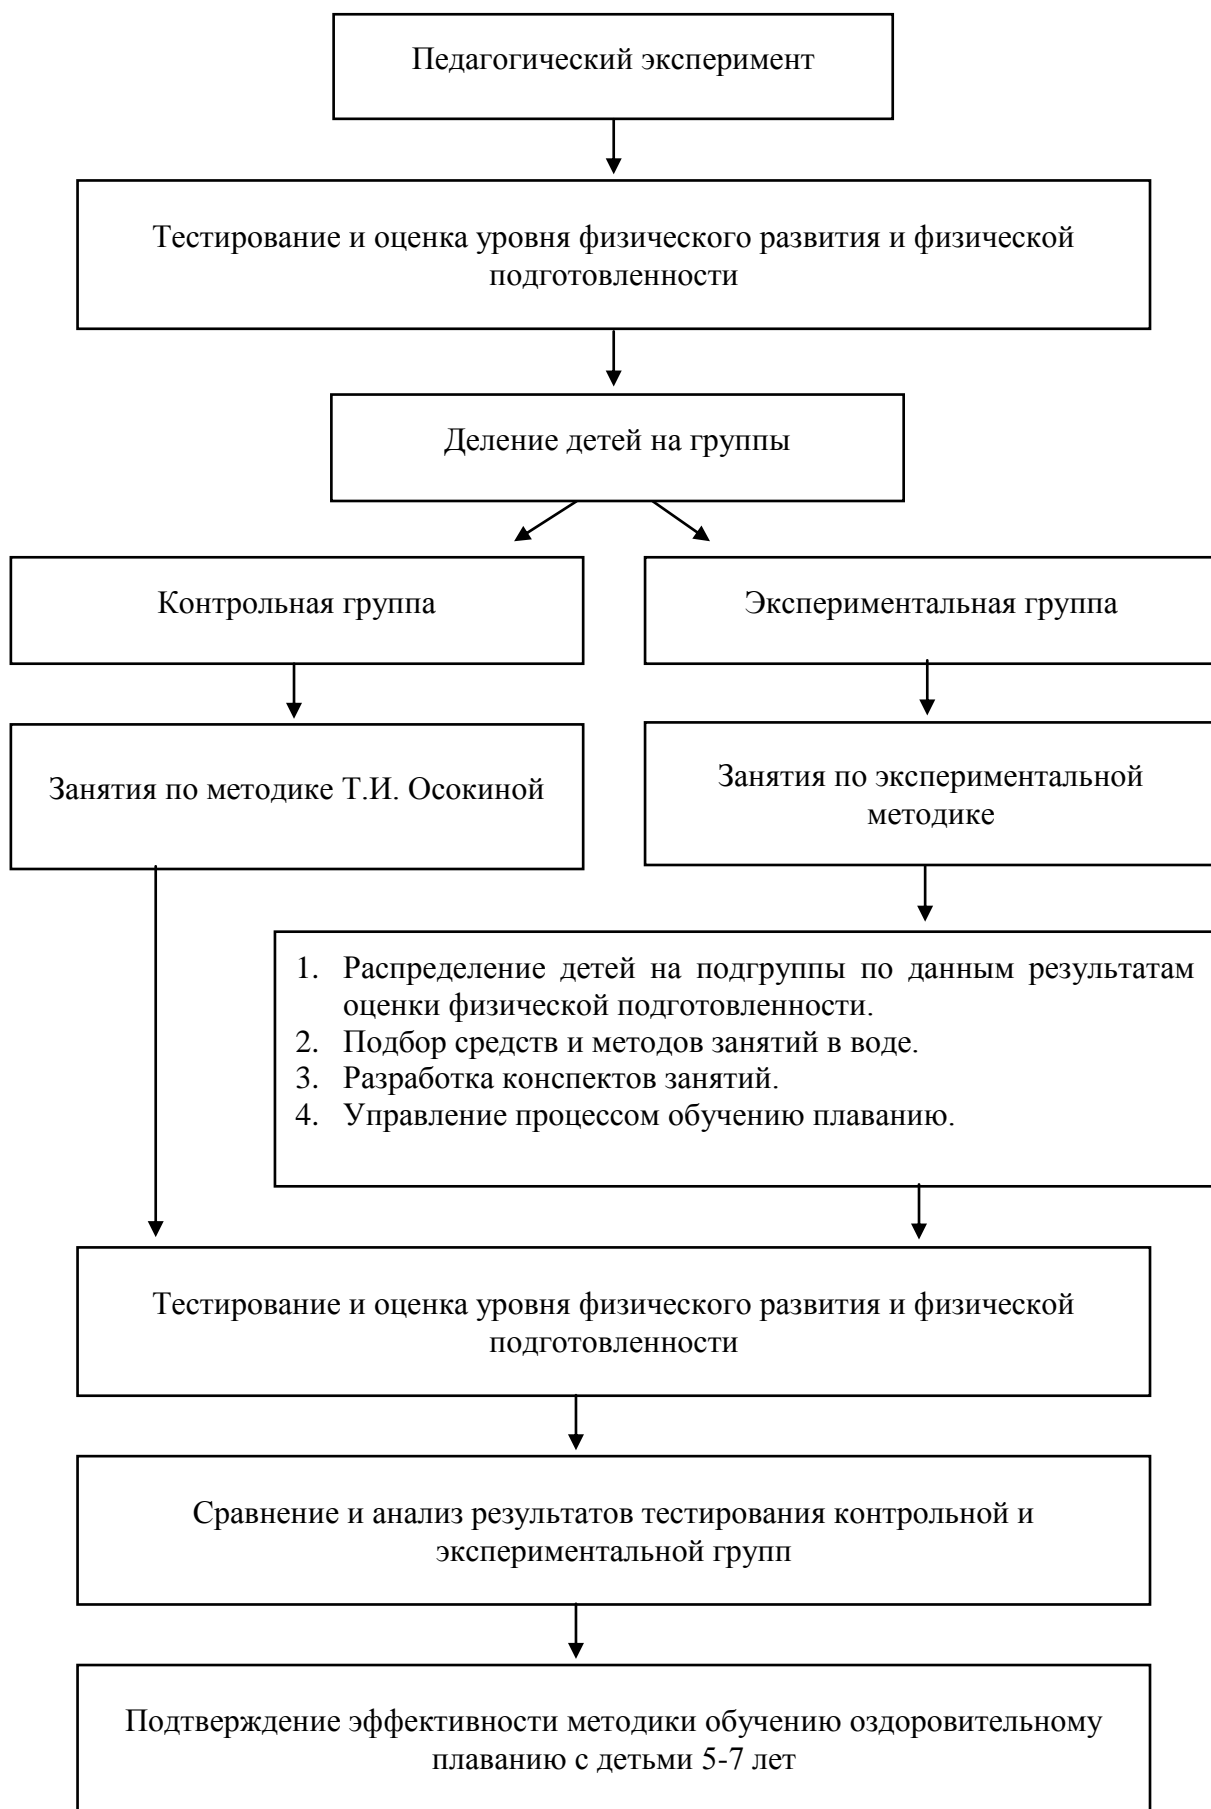 Педагогический эксперимент
Тестирование и оценка уровня физического развития и физической
подготовленности
Деление детей на группы
Контрольная группа
Экспериментальная группа
Занятия по методике Т.И. Осокиной
Занятия по экспериментальной
методике
1. Распределение детей на подгруппы по данным результатам
оценки физической подготовленности.
2. Подбор средств и методов занятий в воде.
3. Разработка конспектов занятий.
4. Управление процессом обучению плаванию.
Тестирование и оценка уровня физического развития и физической
подготовленности
Сравнение и анализ результатов тестирования контрольной и
экспериментальной групп
Подтверждение эффективности методики обучению оздоровительному
плаванию с детьми 5-7 лет